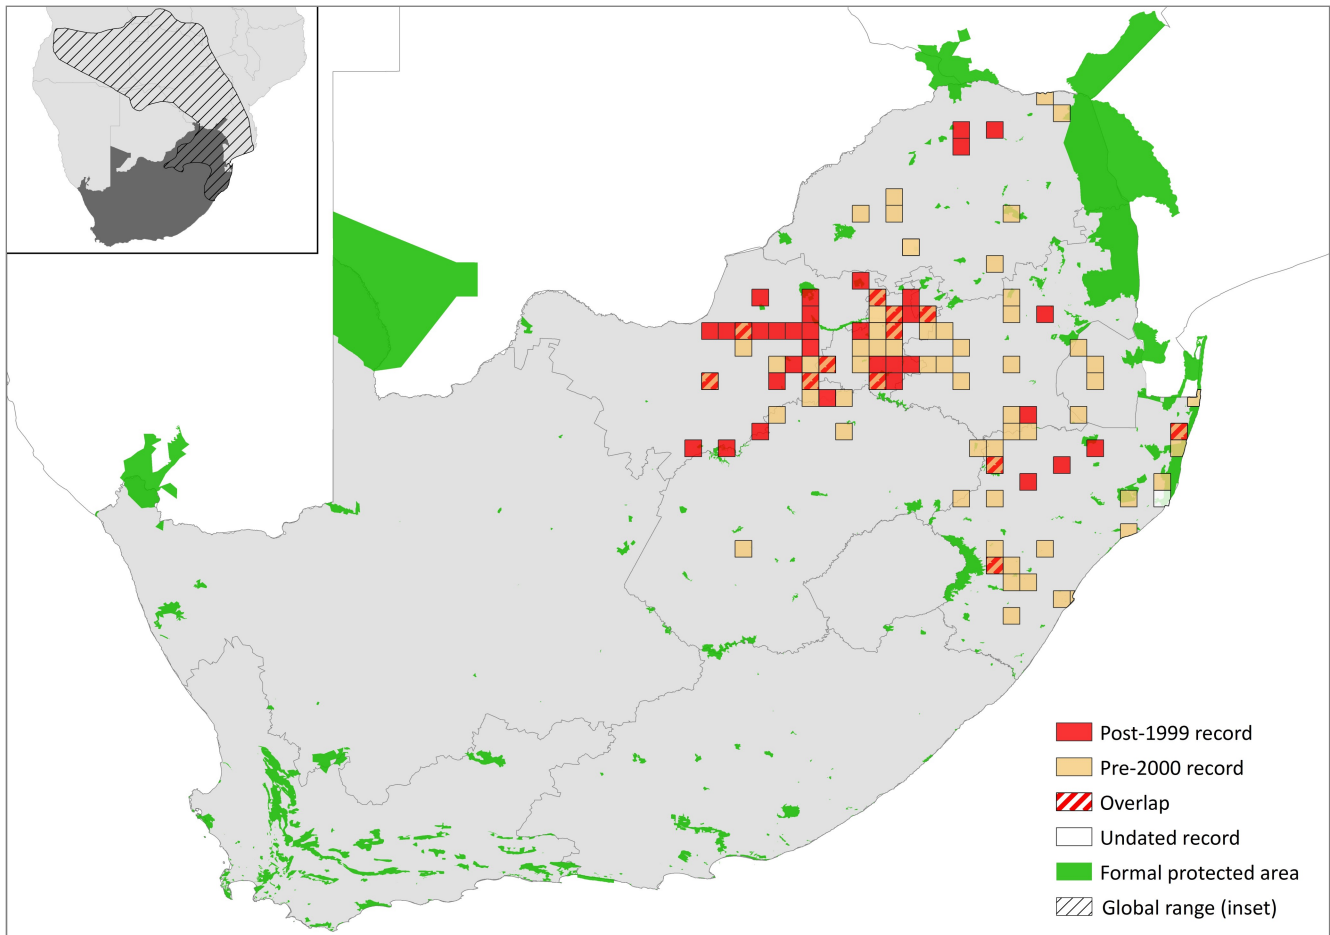 Post-1999 record
Pre-2000 record
Overlap
Undated record
Formal protected area
Global range (inset)